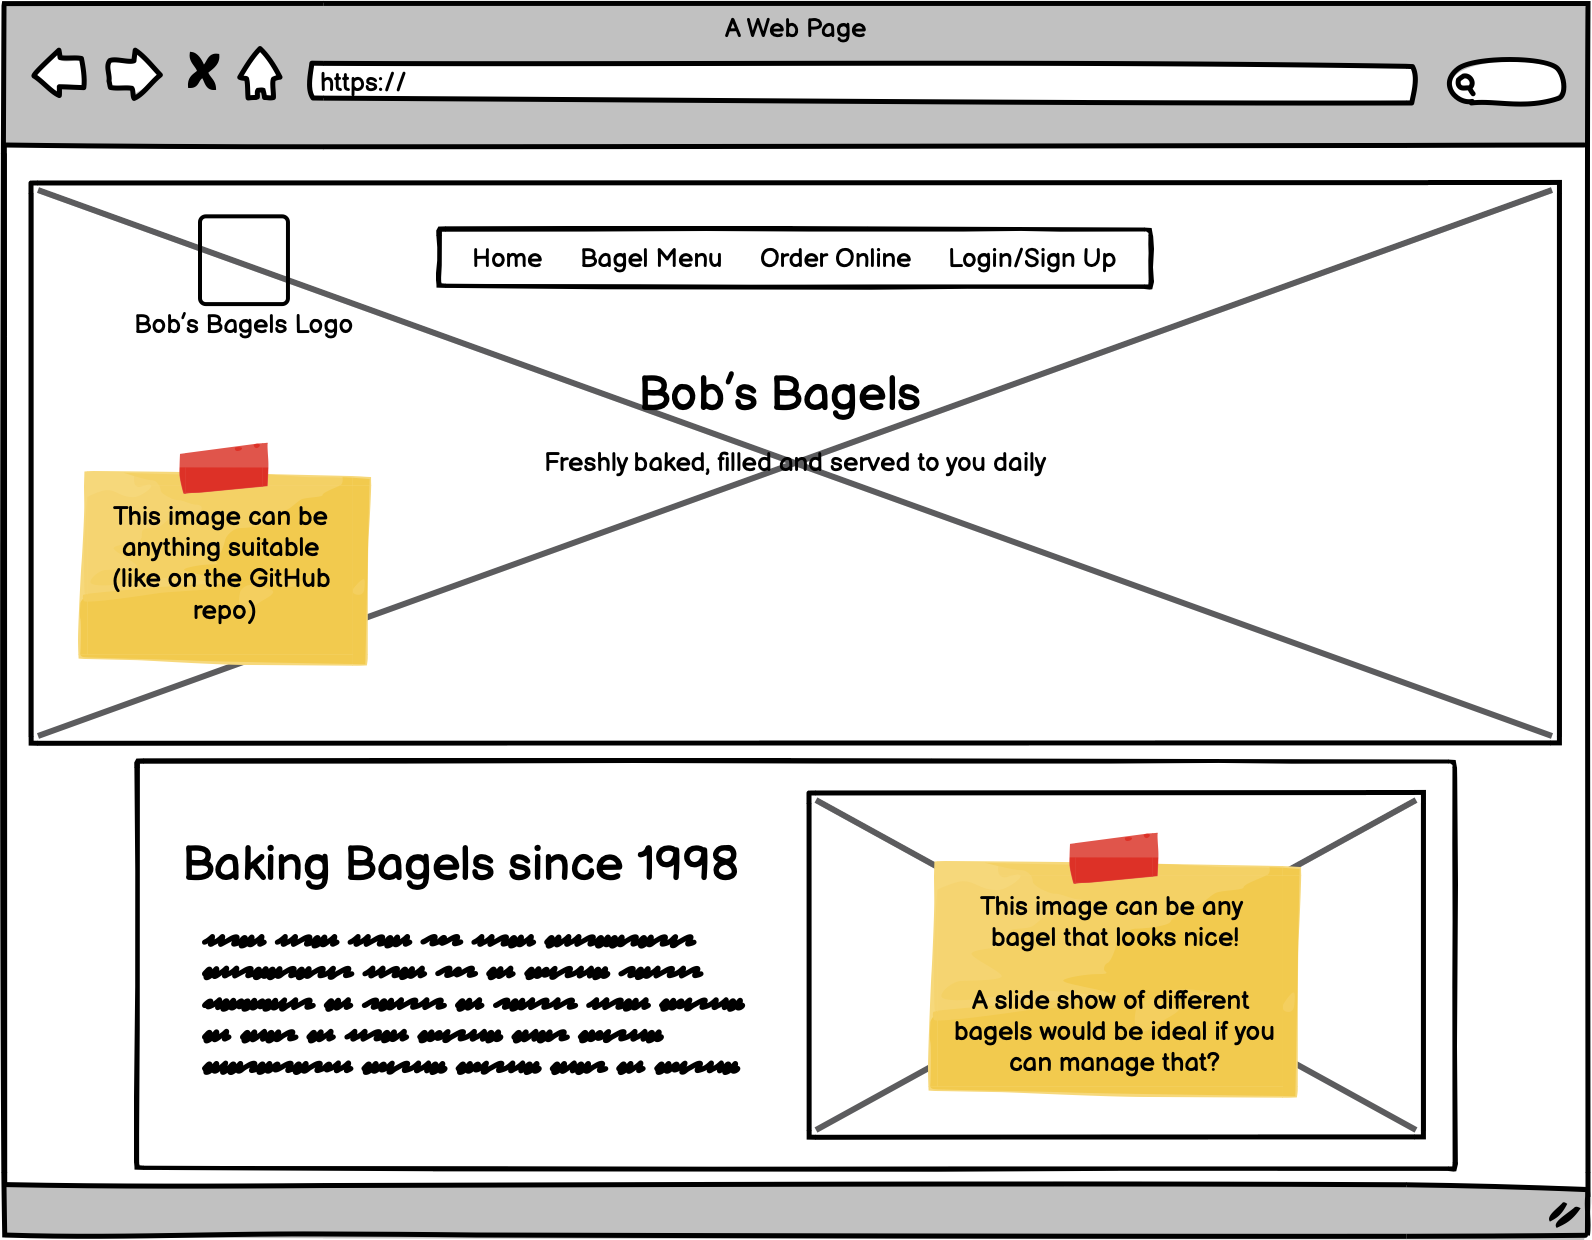 A Web Page
https://
Home Bagel Menu Order Online Login/Sign Up
Bob's Bagels Logo
Bob's Bagels
Freshly baked, filled and served to you daily
This image can be
anything suitable
(like on the GitHub
repo)
Baking Bagels since 1998
This image can be any
bagel that looks nice!
A slide show of different
bagels would be ideal if you
can manage that?